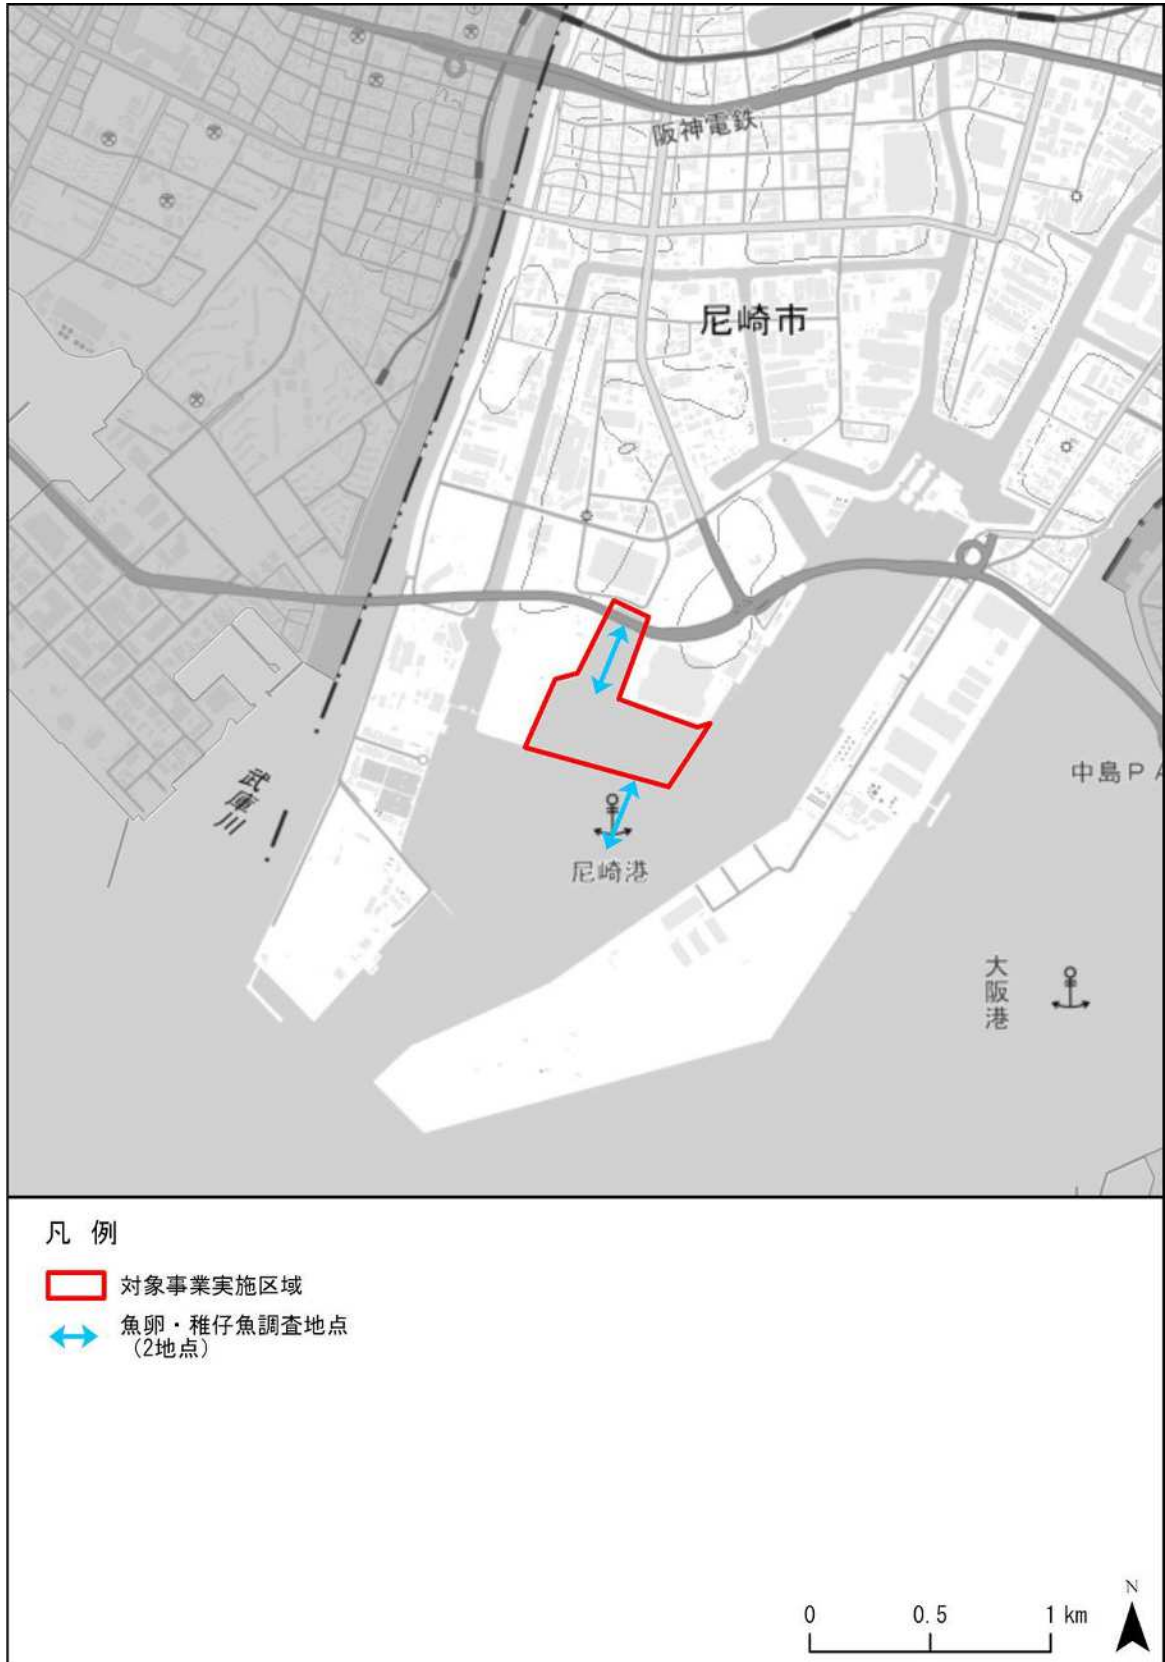 阪神電鉄
尼崎市
武庫川
尼崎港
中島PA
大阪港
凡 例
対象事業実施区域
魚卵・稚仔魚調査地点
(2地点)
N
0 0.5 1 km